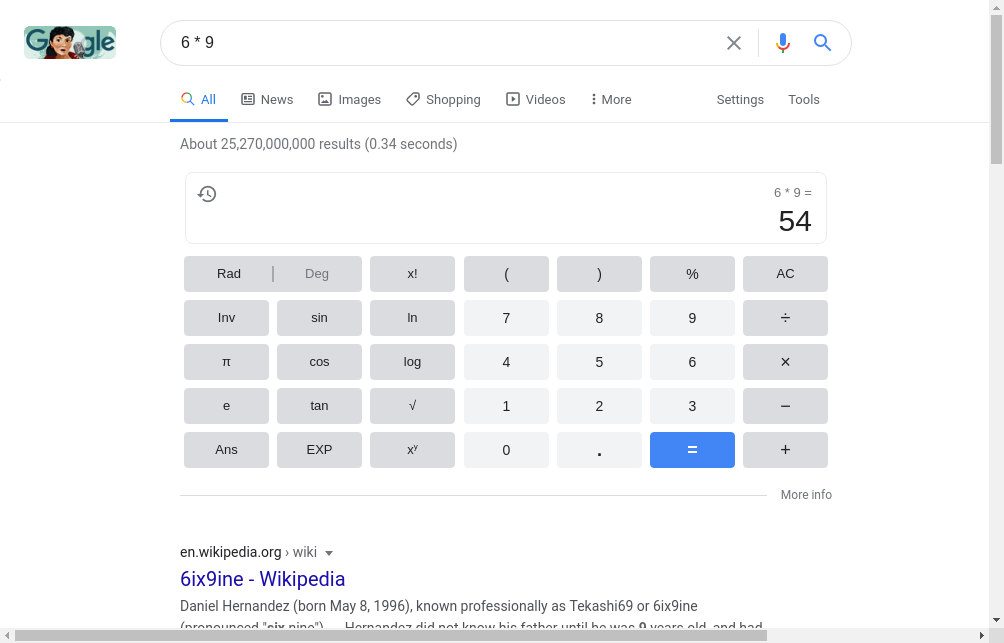 Google
6 * 9
All News Images Shopping Videos More Settings Tools
About 25,270,000,000 results (0.34 seconds)
6 * 9 =
54
Rad | Deg x! ( ) % AC
Inv sin ln 7 8 9 ÷
π cos log 4 5 6 ×
e tan √ 1 2 3 −
Ans EXP xʸ 0 . = +
More info
en.wikipedia.org › wiki
6ix9ine - Wikipedia
Daniel Hernandez (born May 8, 1996), known professionally as Tekashi69 or 6ix9ine
(pronounced "six nine") ... Hernandez did not know his father until he was 9 years old, and had